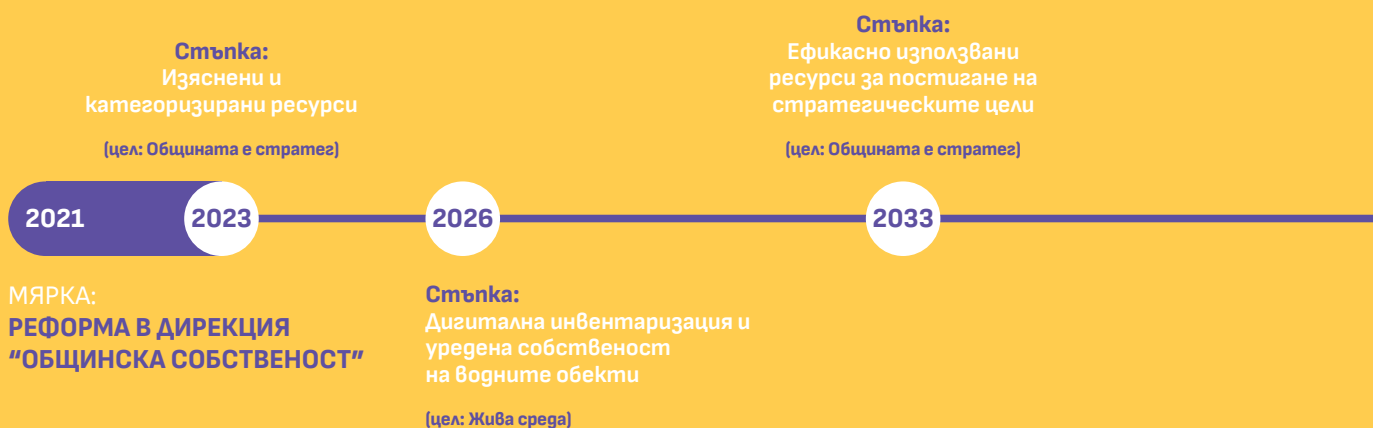 Стъпка:
Изяснени и
категоризирани ресурси
(цел: Общината е стратег)
Стъпка:
Ефикасно използвани
ресурси за постигане на
стратегическите цели
(цел: Общината е стратег)
2021
2023
2026
2033
МЯРКА:
РЕФОРМА В ДИРЕКЦИЯ
“ОБЩИНСКА СОБСТВЕНОСТ”
Стъпка:
Дигитална инвентаризация и
уредена собственост
на водните обекти
(цел: Жива среда)